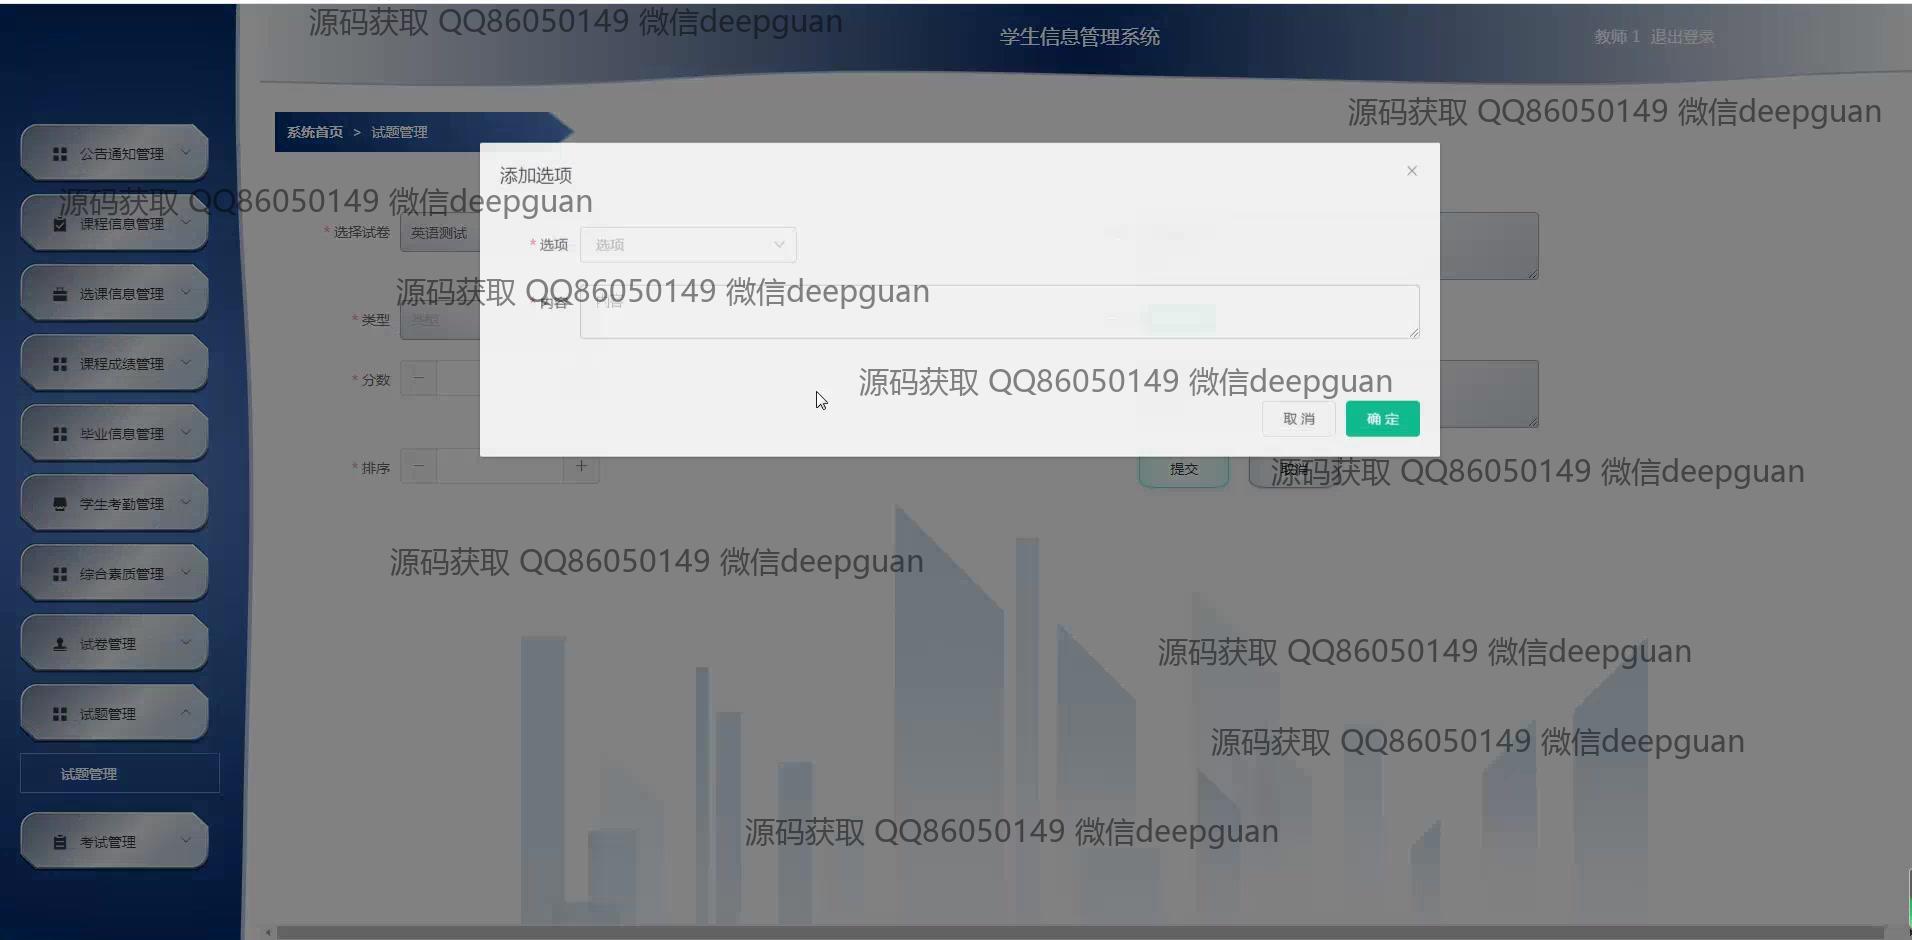 源码获取 QQ86050149 微信deepguan
学生信息管理系统
教师 1 退出登录
源码获取 QQ86050149 微信deepguan
系统首页 > 试题管理
公告通知管理
添加选项
源码获取 QQ86050149 微信deepguan
课程信息管理
* 选择试卷 英语测试
* 选项 选项
源码获取 QQ86050149 微信deepguan
选课信息管理
内容
* 类型 类型
课程成绩管理
* 分数
源码获取 QQ86050149 微信deepguan
取消
确定
毕业信息管理
* 排序
提交
取消
源码获取 QQ86050149 微信deepguan
学生考勤管理
源码获取 QQ86050149 微信deepguan
综合素质管理
试卷管理
源码获取 QQ86050149 微信deepguan
试题管理
源码获取 QQ86050149 微信deepguan
试题管理
源码获取 QQ86050149 微信deepguan
考试管理